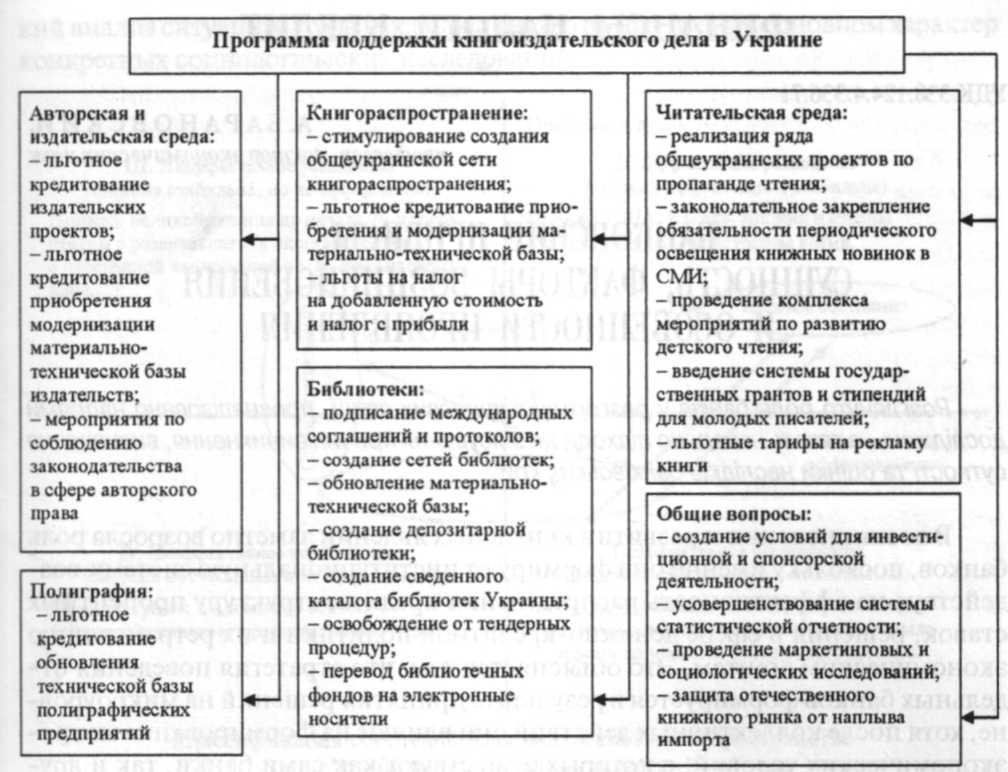 Программа поддержки книгоиздательского дела в Украине
Авторская и
издательская среда:
– льготное
кредитование
издательских
проектов;
– льготное
кредитование
приобретения
модернизации
материально-
технической базы
издательств;
– мероприятия по
соблюдению
законодательства
в сфере авторского
права
Полиграфия:
– льготное
кредитование
обновления
технической базы
полиграфических
предприятий
Книгораспространение:
– стимулирование создания
общеукраинской сети
книгораспространения;
– льготное кредитование прио-
бретения и модернизации ма-
териально-технической базы;
– налог
на добавленную стоимость
и налог с прибыли
Библиотеки:
– подписание международных
соглашений и протоколов;
– создание сетей библиотек;
– обновление материально-
технической базы;
– создание депозитарной
библиотеки;
– создание сведенного
каталога библиотек Украины;
– освобождение от тендерных
процедур;
– перевод библиотечных
фондов на электронные
носители
Читательская среда:
– реализация ряда
общеукраинских проектов по
пропаганде чтения;
– законодательное закрепление
обязательности периодического
освещения книжных новинок в
СМИ;
– проведение комплекса
мероприятий по развитию
детского чтения;
– введение системы государ-
ственных грантов и стипендий
для молодых писателей;
– льготные тарифы на рекламу
книги
Общие вопросы:
– создание условий для инвести-
ционной и спонсорской
деятельности;
– усовершенствование системы
статистической отчетности;
– проведение маркетинговых и
социологических исследований;
– защита отечественного
книжного рынка от наплыва
импорта